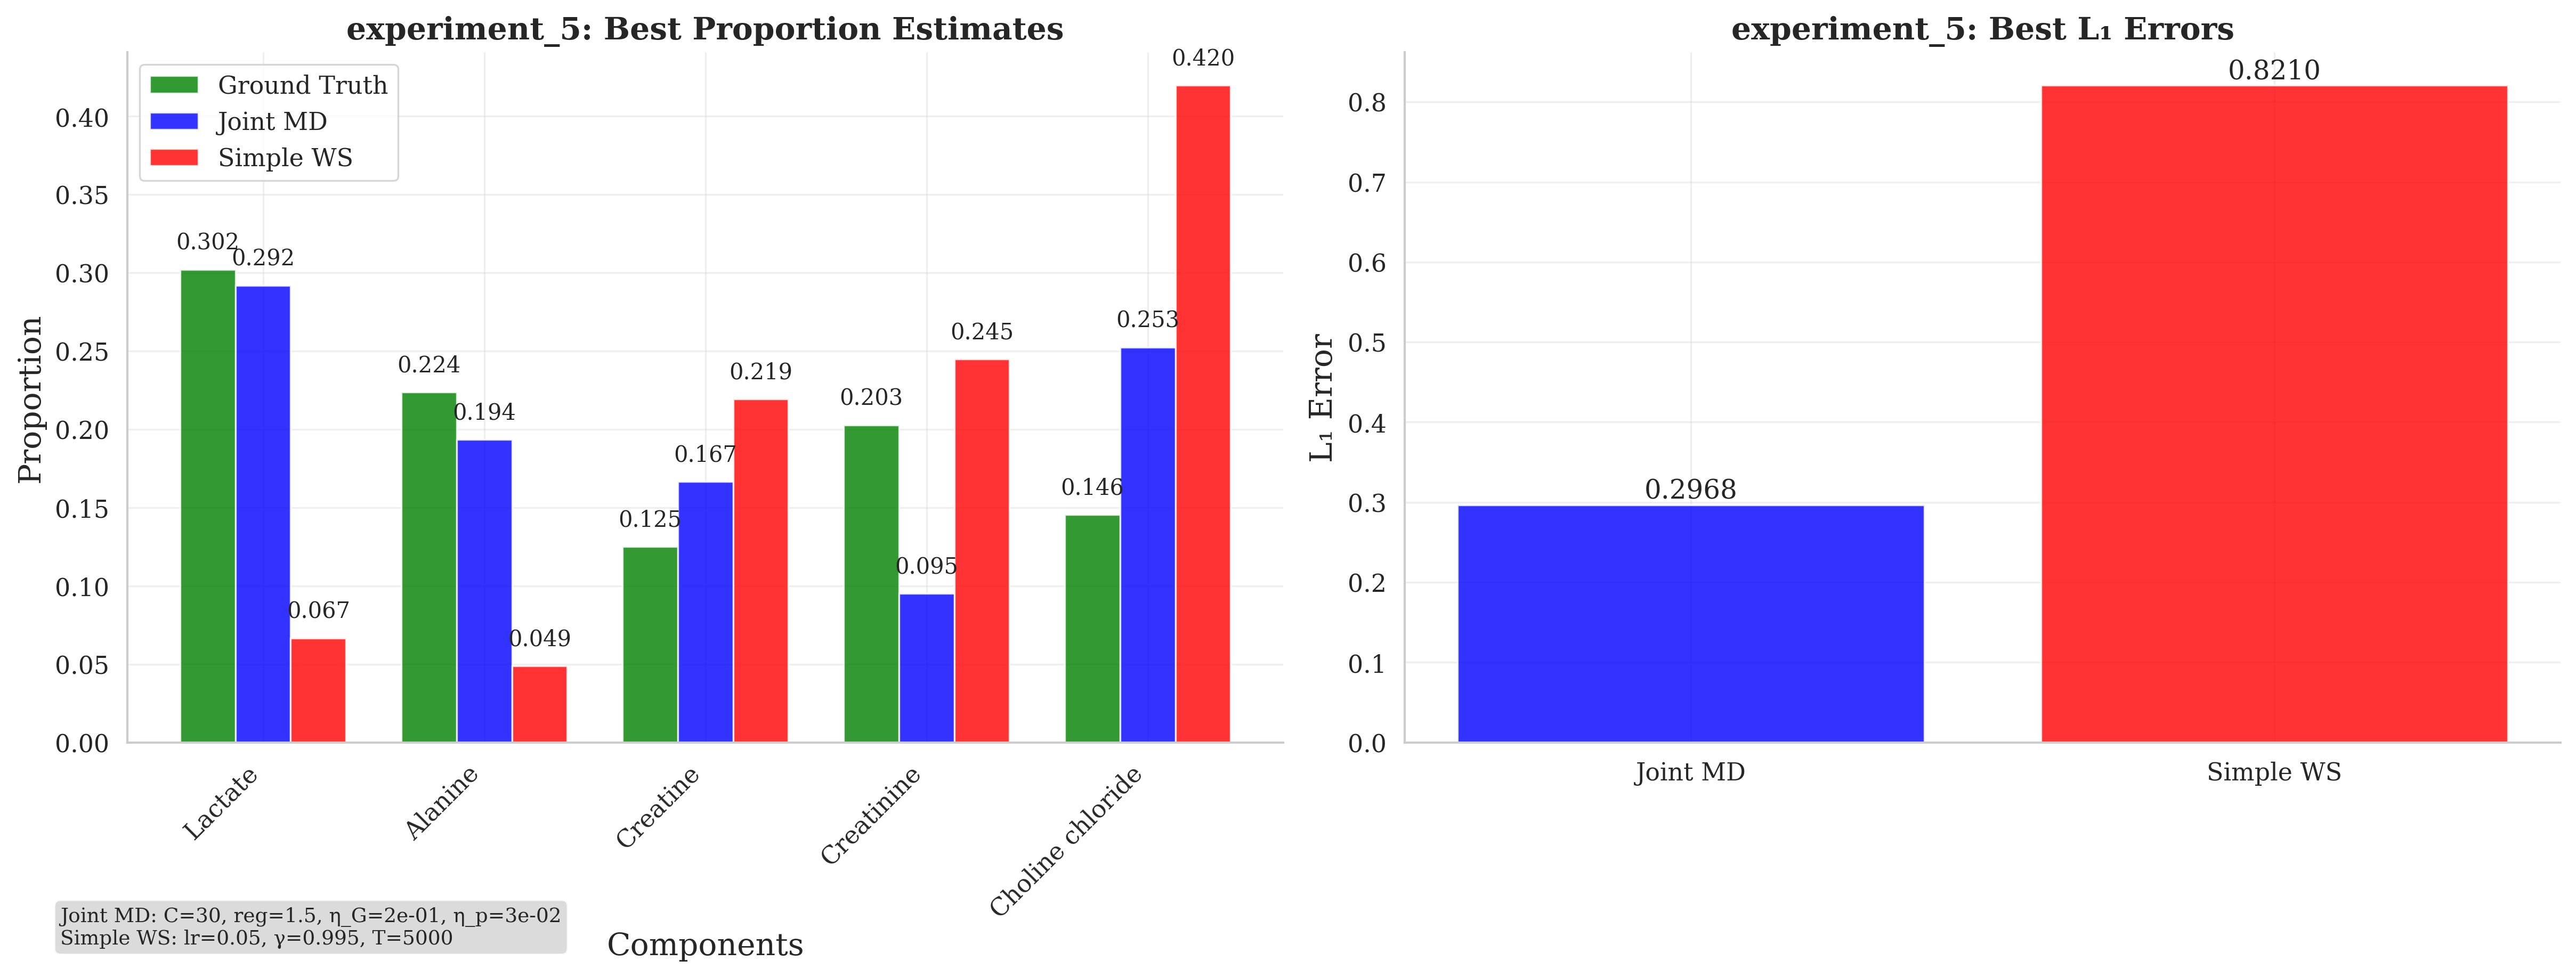 experiment_5: Best Proportion Estimates
Ground Truth
Joint MD
Simple WS
Proportion
0.40
0.35
0.30
0.25
0.20
0.15
0.10
0.05
0.00
0.302
0.292
0.067
0.224
0.194
0.049
0.125
0.167
0.219
0.203
0.095
0.245
0.146
0.253
0.420
Lactate
Alanine
Creatine
Creatinine
Choline chloride
Components
Joint MD: C=30, reg=1.5, η_G=2e-01, η_p=3e-02
Simple WS: lr=0.05, γ=0.995, T=5000
experiment_5: Best L₁ Errors
L₁ Error
0.8
0.7
0.6
0.5
0.4
0.3
0.2
0.1
0.0
0.2968
0.8210
Joint MD
Simple WS